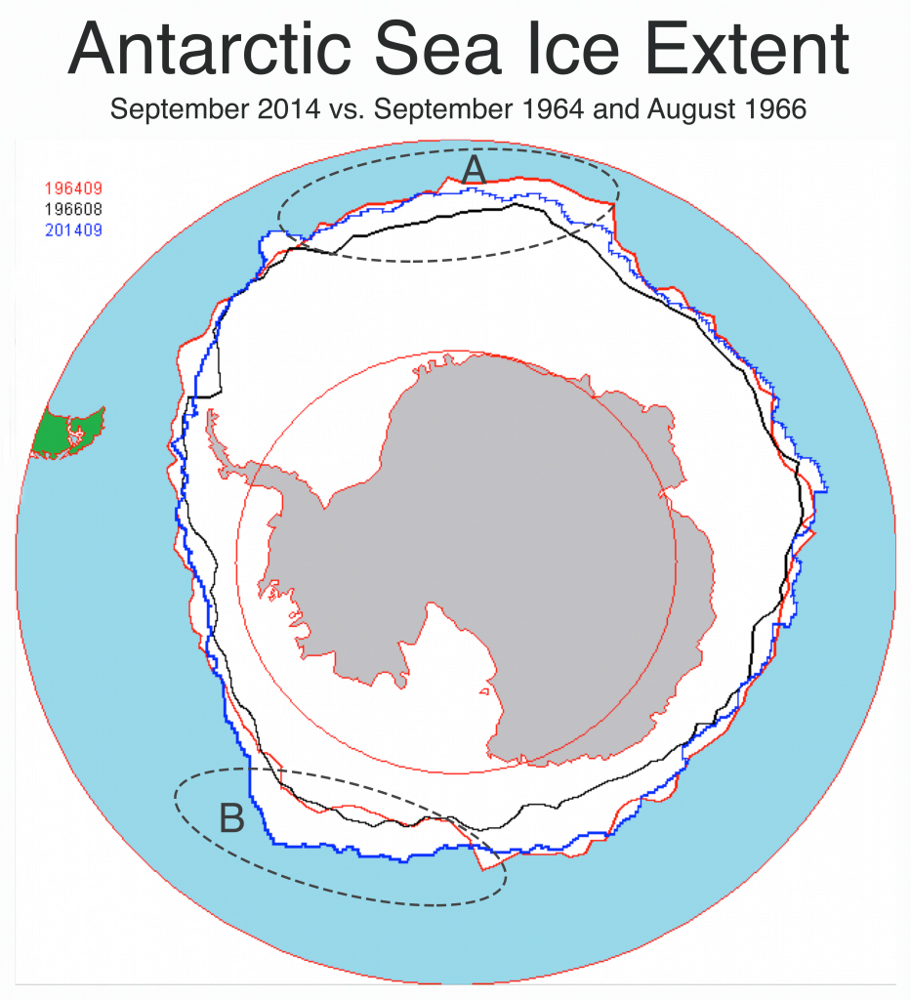 Antarctic Sea Ice Extent
September 2014 vs. September 1964 and August 1966
A
196409
196608
201409
B